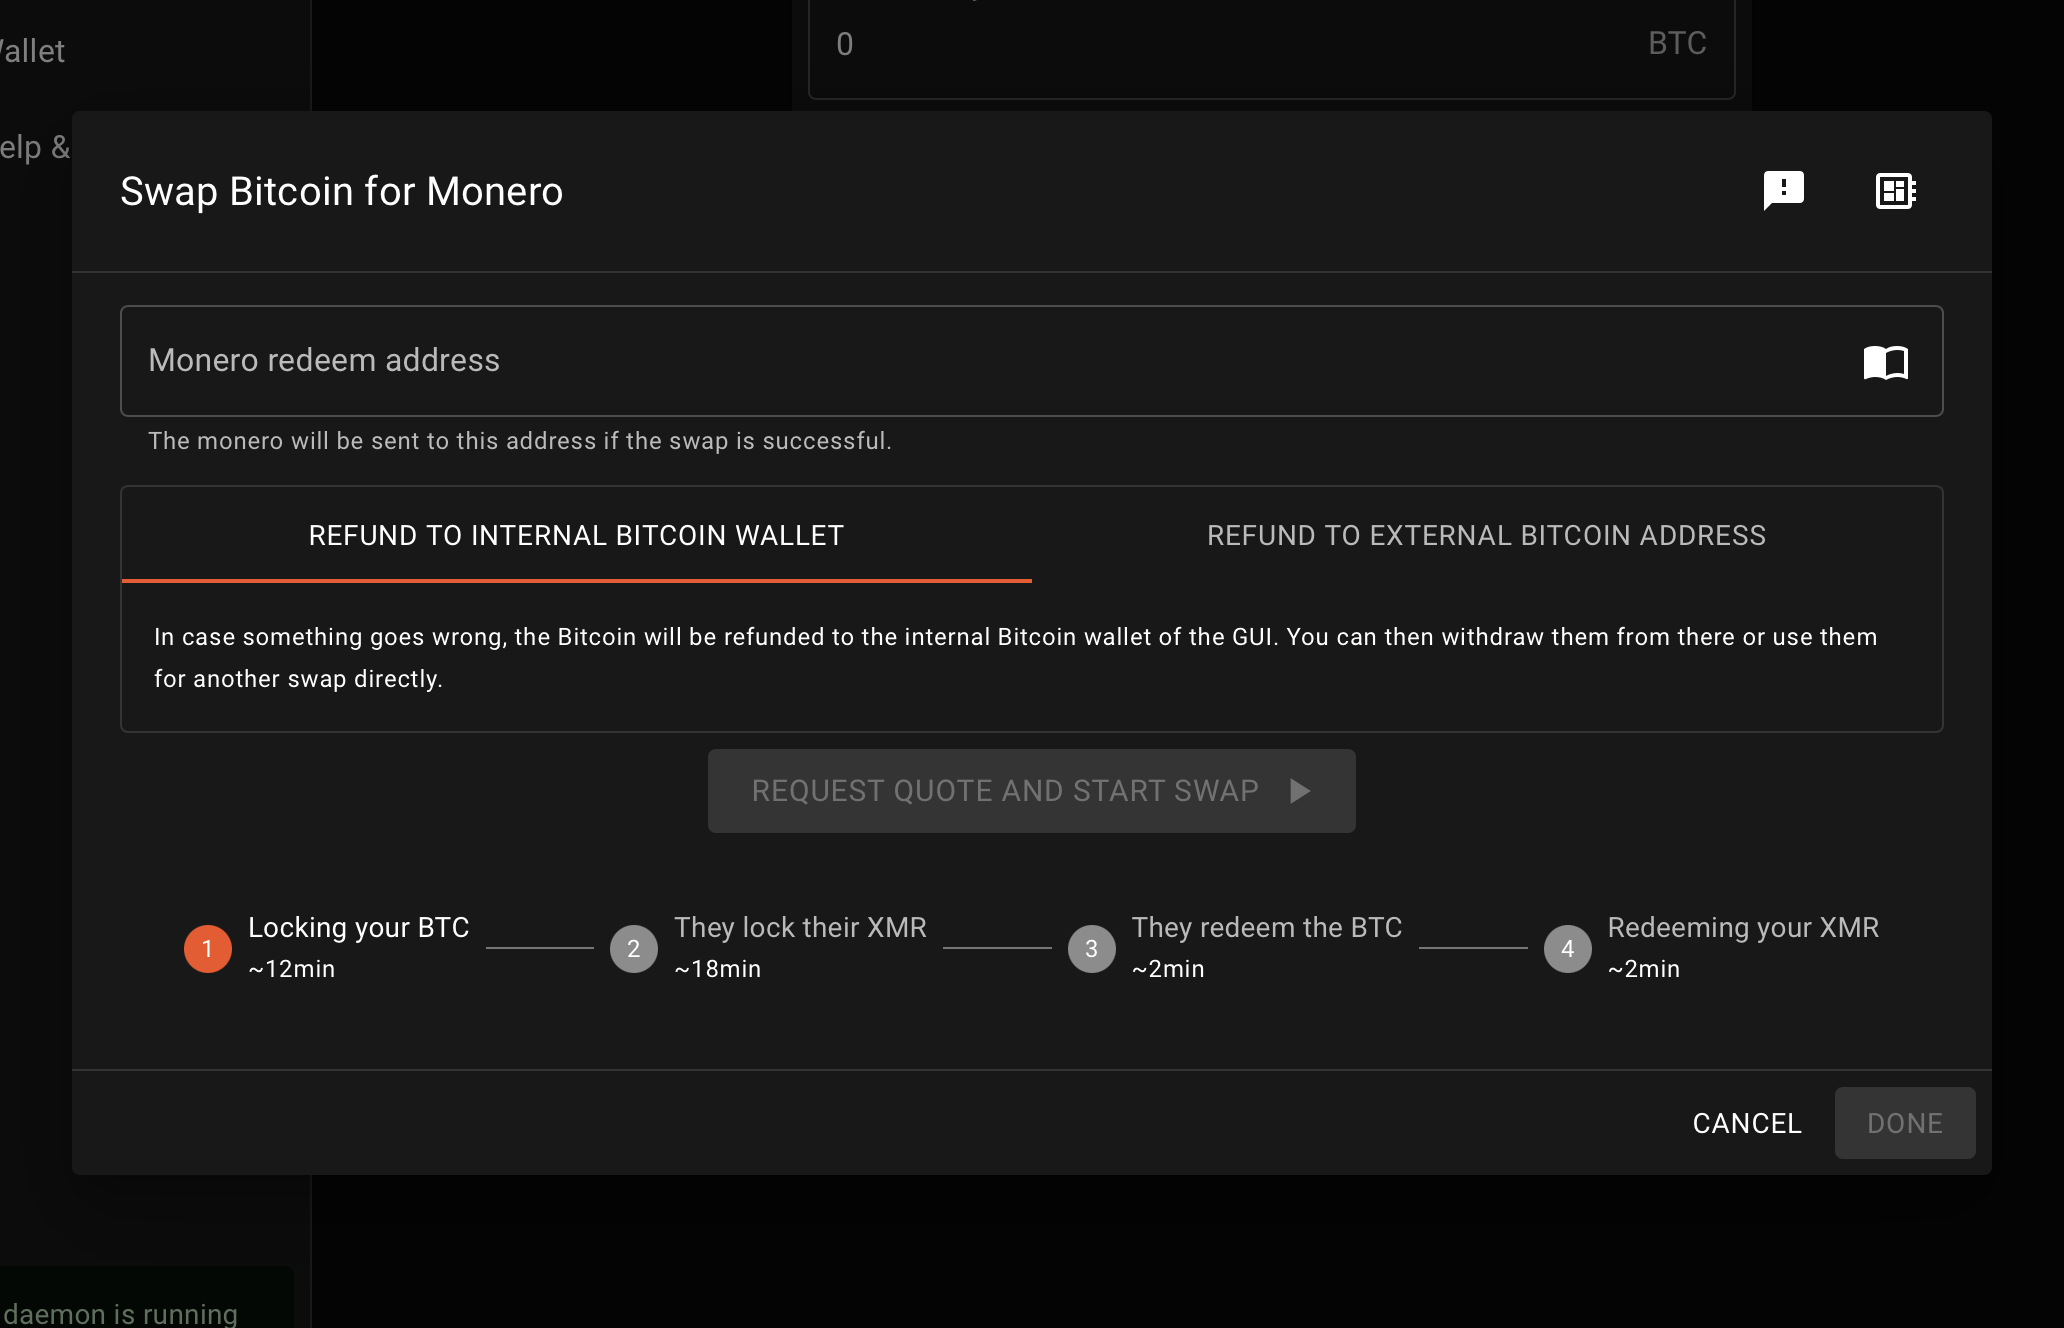 0 BTC
elp &
Swap Bitcoin for Monero
Monero redeem address
The monero will be sent to this address if the swap is successful.
REFUND TO INTERNAL BITCOIN WALLET
REFUND TO EXTERNAL BITCOIN ADDRESS
In case something goes wrong, the Bitcoin will be refunded to the internal Bitcoin wallet of the GUI. You can then withdraw them from there or use them
for another swap directly.
REQUEST QUOTE AND START SWAP
1 Locking your BTC
~12min
2 They lock their XMR
~18min
3 They redeem the BTC
~2min
4 Redeeming your XMR
~2min
CANCEL
DONE
daemon is running